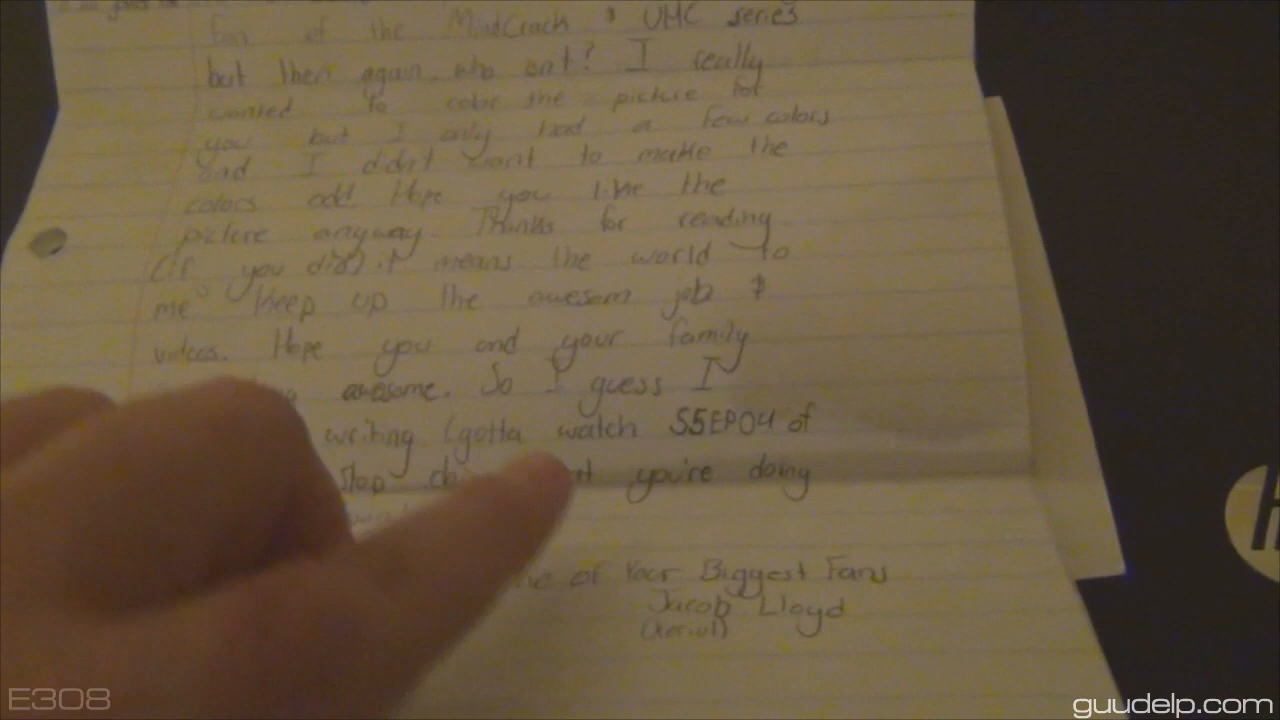 fan of the MindCrack & UMC series
but then again, who isn't? I really
wanted to color the picture for
you but I only had a few colors
and I didn't want to make the
colors odd. Hope you like the
picture anyway. Thanks for reading
(if you did) it means the world to
me. Keep up the awesom job &
videos. Hope you and your family
awesome. So I guess I
writing (gotta watch S5EP04 of
Stop you're doing
of Your Biggest Fans
Jacob Lloyd
E308
guudelp.com